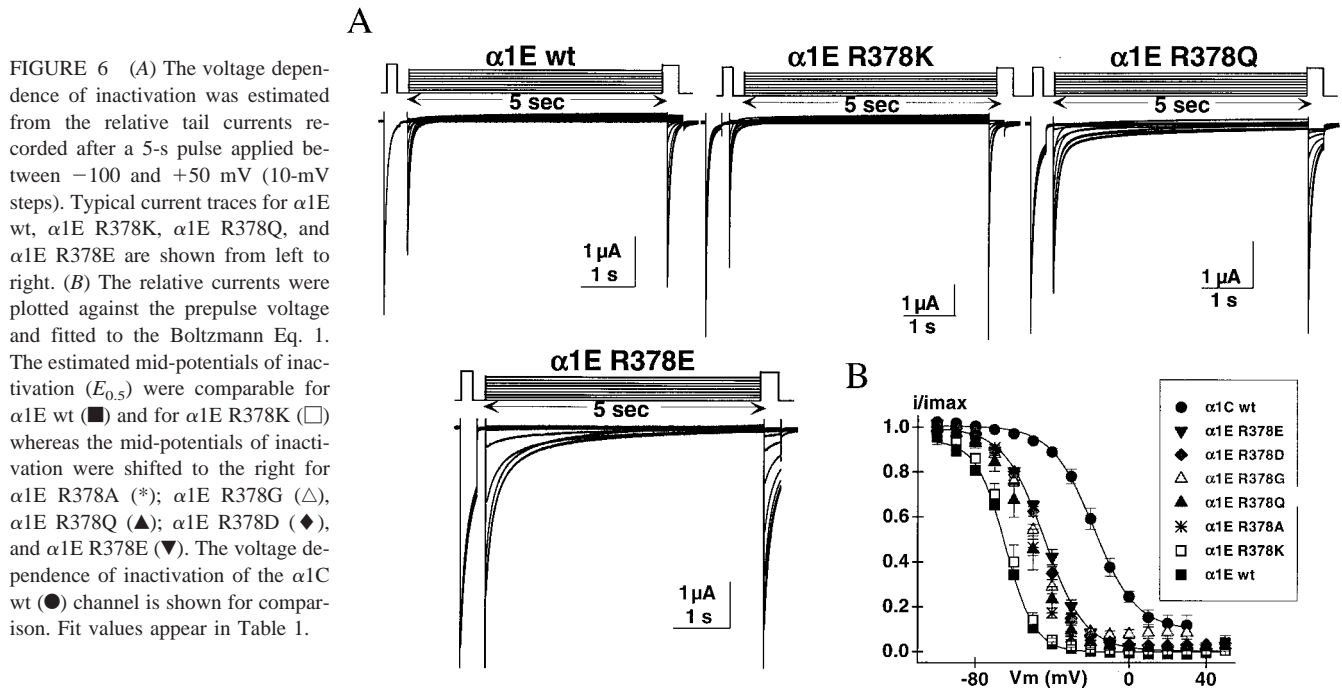 FIGURE 6 (A) The voltage depen-
dence of inactivation was estimated
from the relative tail currents re-
corded after a 5-s pulse applied be-
tween −100 and +50 mV (10-mV
steps). Typical current traces for α1E
wt, α1E R378K, α1E R378Q, and
α1E R378E are shown from left to
right. (B) The relative currents were
plotted against the prepulse voltage
and fitted to the Boltzmann Eq. 1.
The estimated mid-potentials of inac-
tivation (E0.5) were comparable for
α1E wt (■) and for α1E R378K (□)
whereas the mid-potentials of inacti-
vation were shifted to the right for
α1E R378A (*); α1E R378G (△),
α1E R378Q (▲); α1E R378D (♦),
and α1E R378E (▼). The voltage de-
pendence of inactivation of the α1C
wt (●) channel is shown for compar-
ison. Fit values appear in Table 1.
A
α1E wt
5 sec
1 μA
1 s
α1E R378K
5 sec
1 μA
1 s
α1E R378Q
5 sec
1 μA
1 s
α1E R378E
5 sec
1 μA
1 s
B
i/imax
1.0
0.8
0.6
0.4
0.2
0.0
-80
Vm (mV)
0
40
α1C wt
α1E R378E
α1E R378D
α1E R378G
α1E R378Q
α1E R378A
α1E R378K
α1E wt